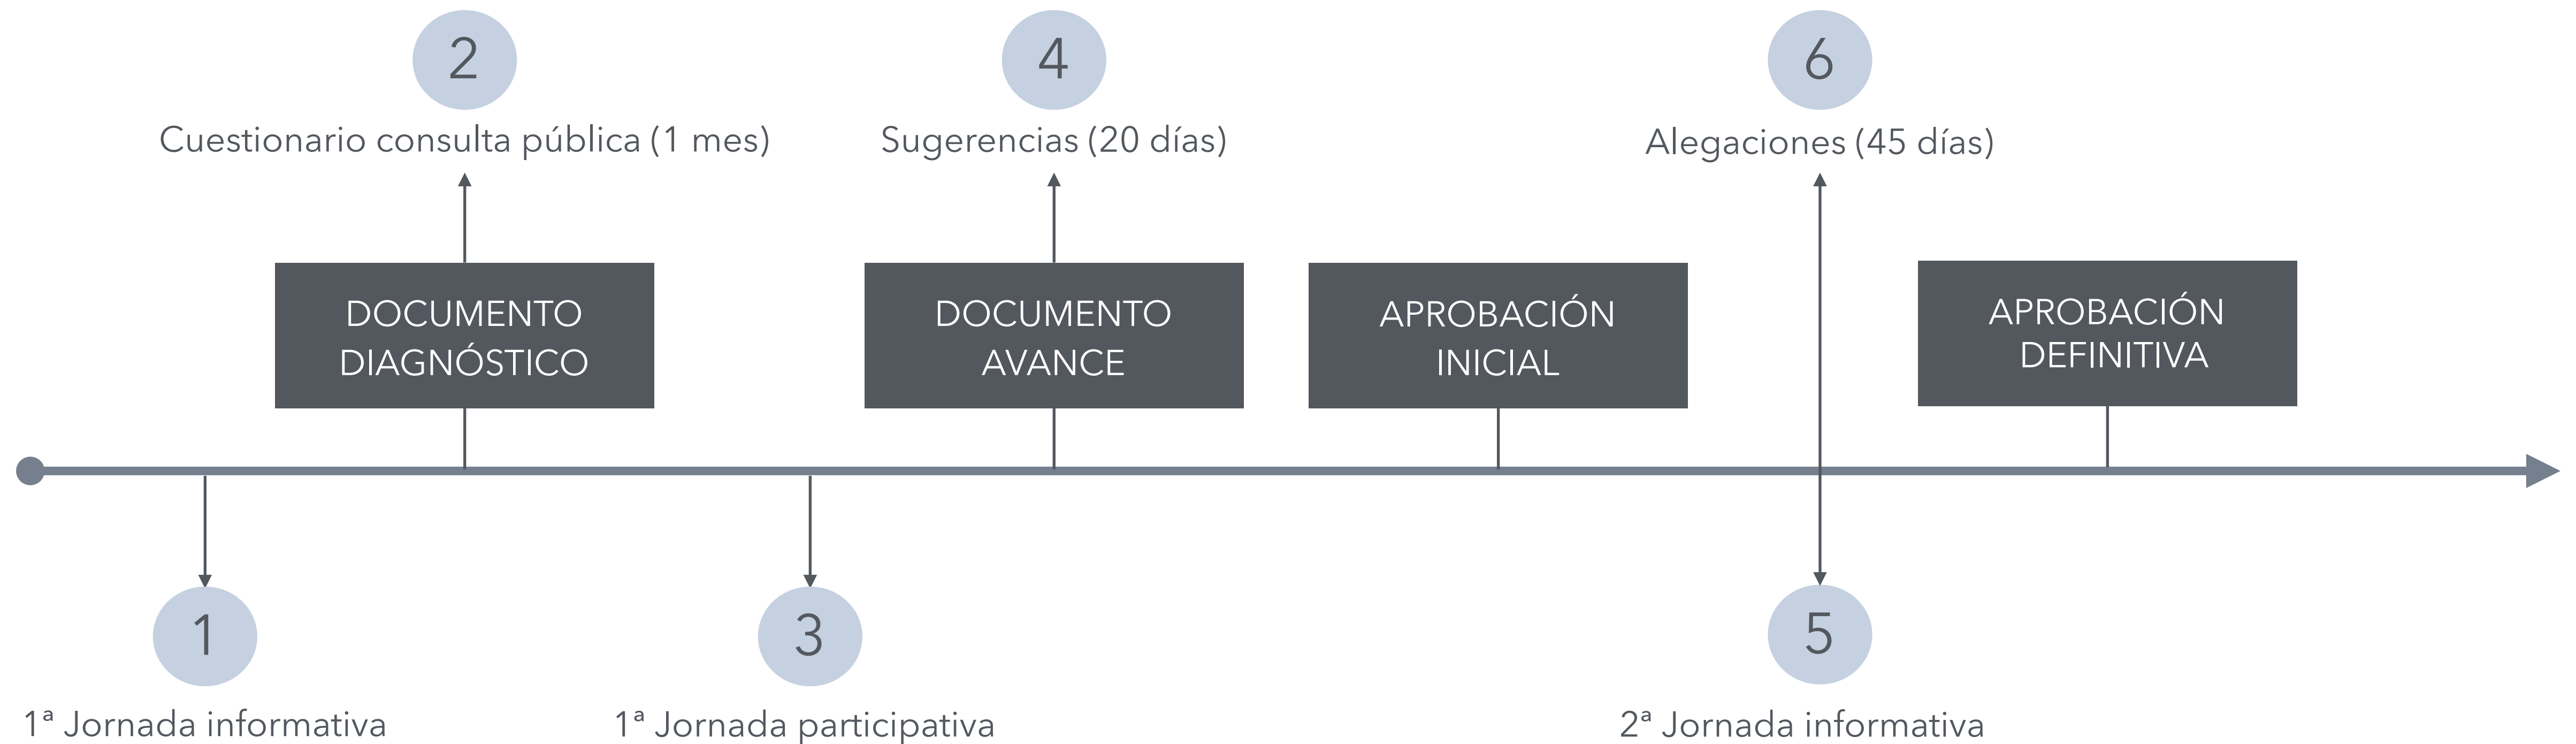 2
4
6
Cuestionario consulta pública (1 mes)
Sugerencias (20 días)
Alegaciones (45 días)
DOCUMENTO
DIAGNÓSTICO
DOCUMENTO
AVANCE
APROBACIÓN
INICIAL
APROBACIÓN
DEFINITIVA
1
3
5
1ª Jornada informativa
1ª Jornada participativa
2ª Jornada informativa